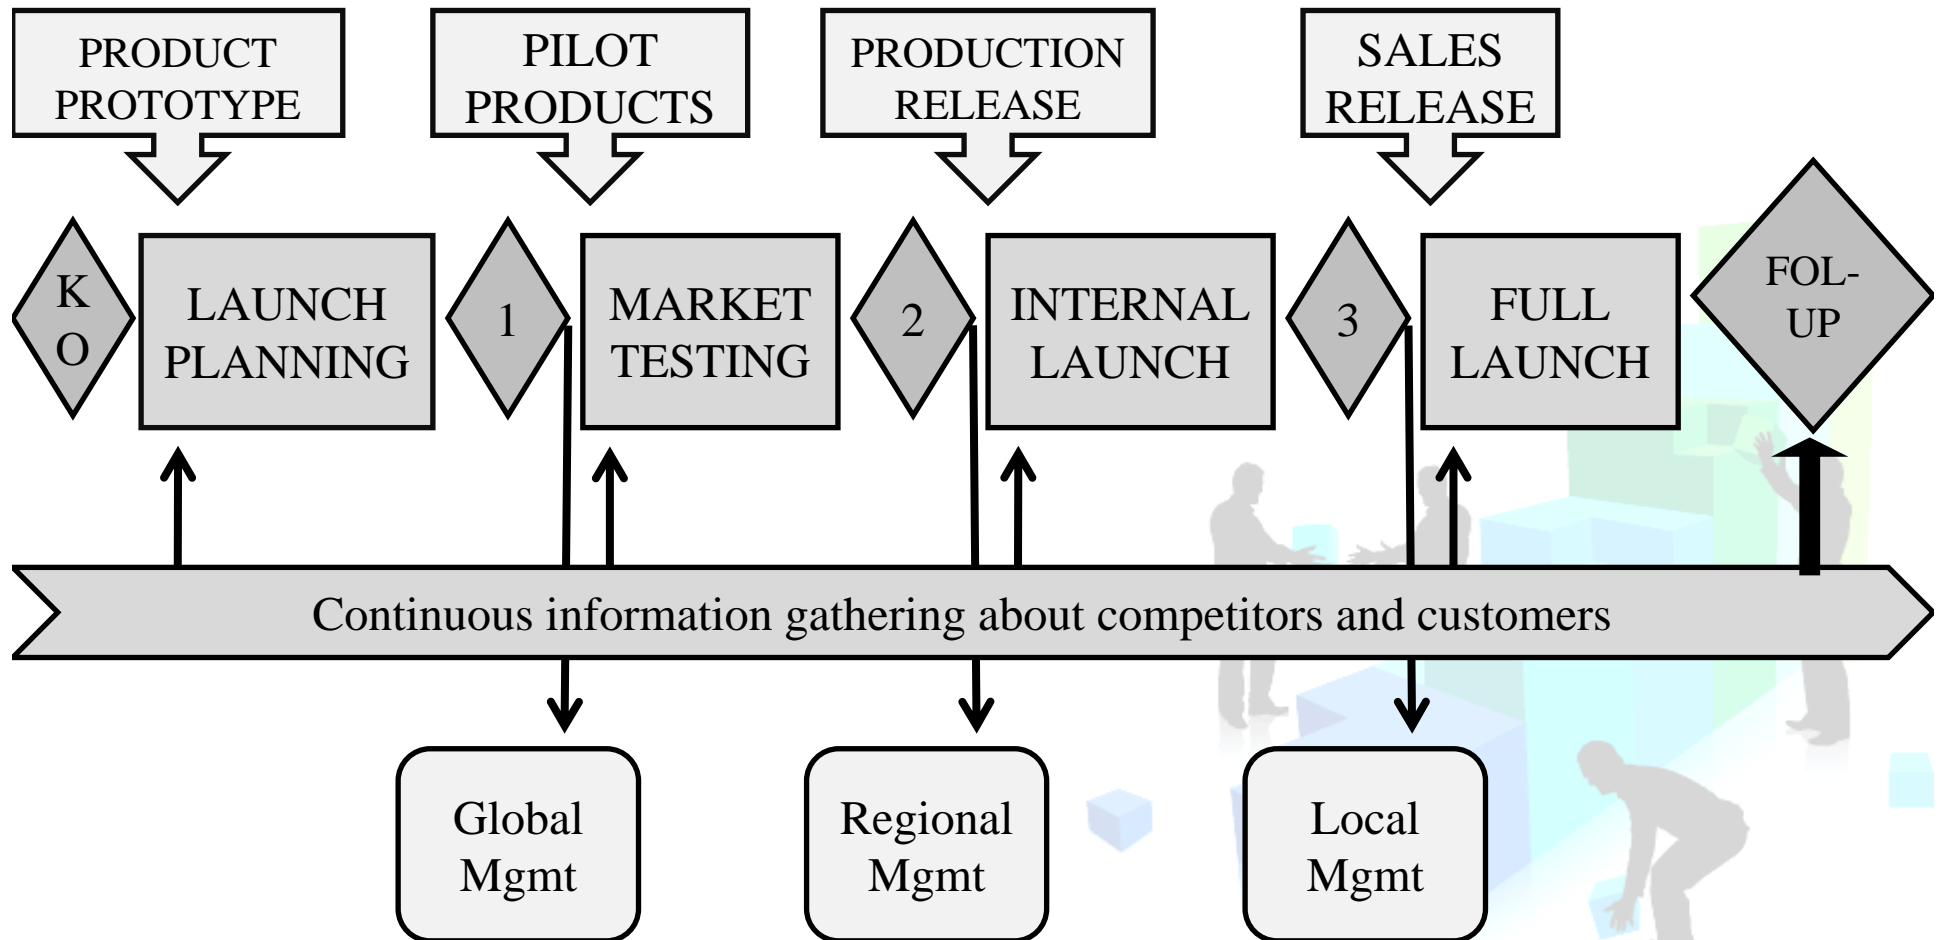 PRODUCT
PROTOTYPE
PILOT
PRODUCTS
PRODUCTION
RELEASE
SALES
RELEASE
K
O
LAUNCH
PLANNING
1
MARKET
TESTING
2
INTERNAL
LAUNCH
3
FULL
LAUNCH
FOL-
UP
Continuous information gathering about competitors and customers
Global
Mgmt
Regional
Mgmt
Local
Mgmt